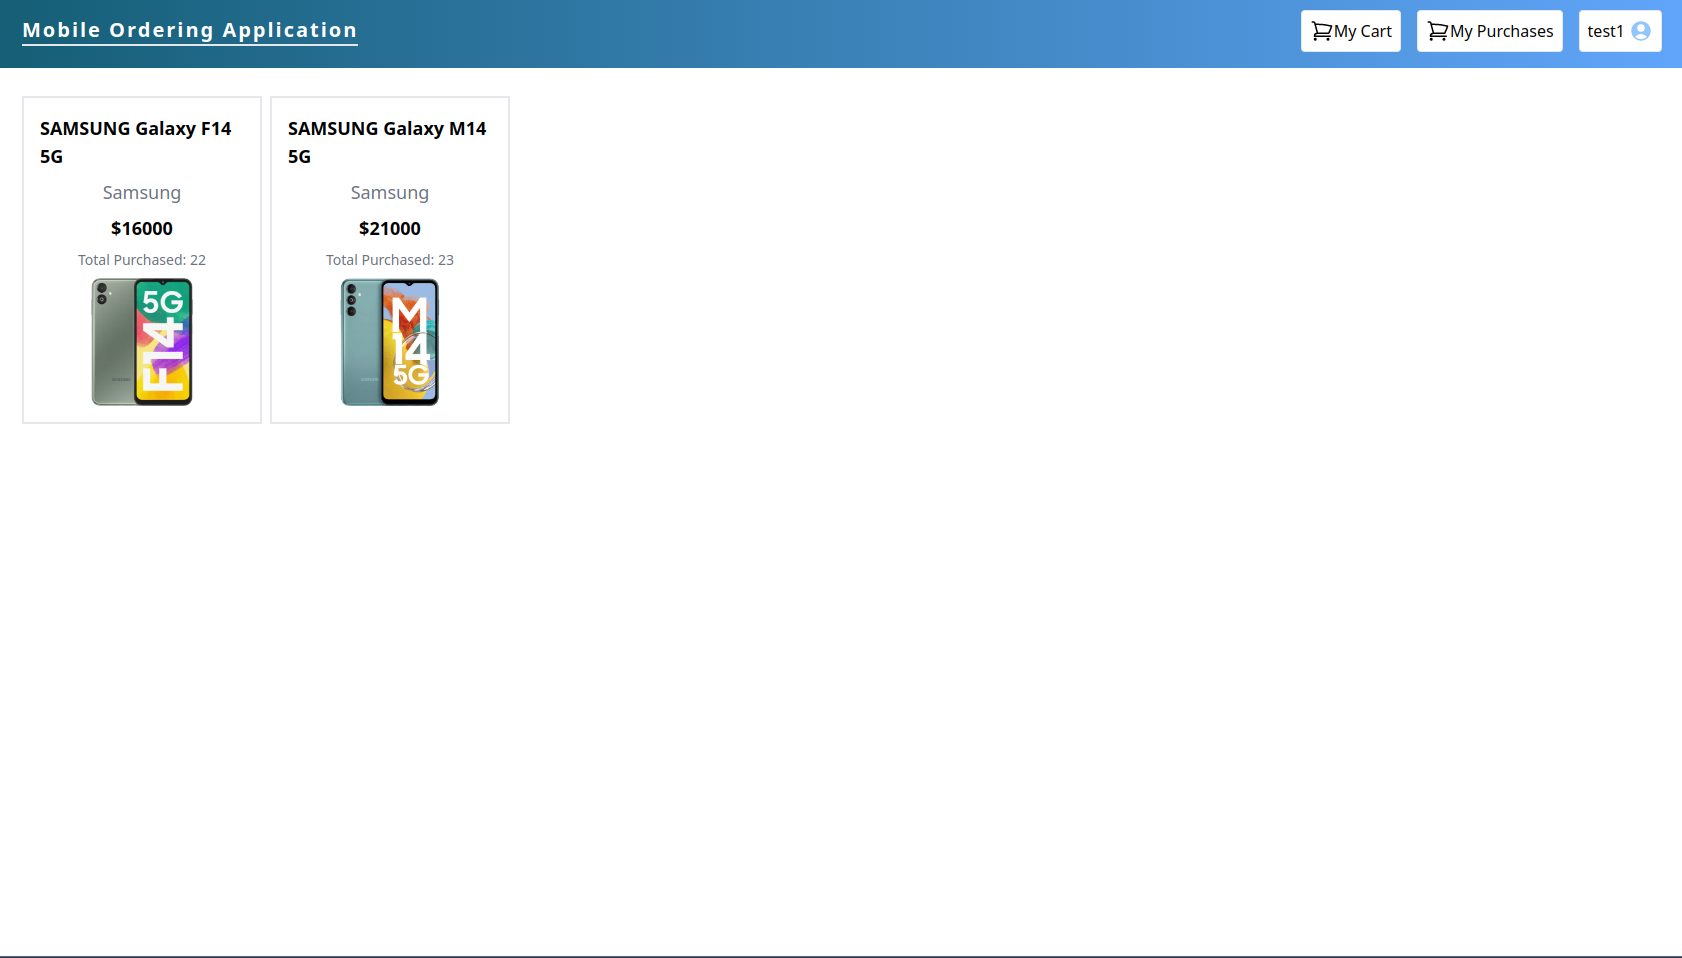 Mobile Ordering Application
My Cart
My Purchases
test1
SAMSUNG Galaxy F14
5G
Samsung
$16000
Total Purchased: 22
5G
F14
SAMSUNG Galaxy M14
5G
Samsung
$21000
Total Purchased: 23
M
14
5G